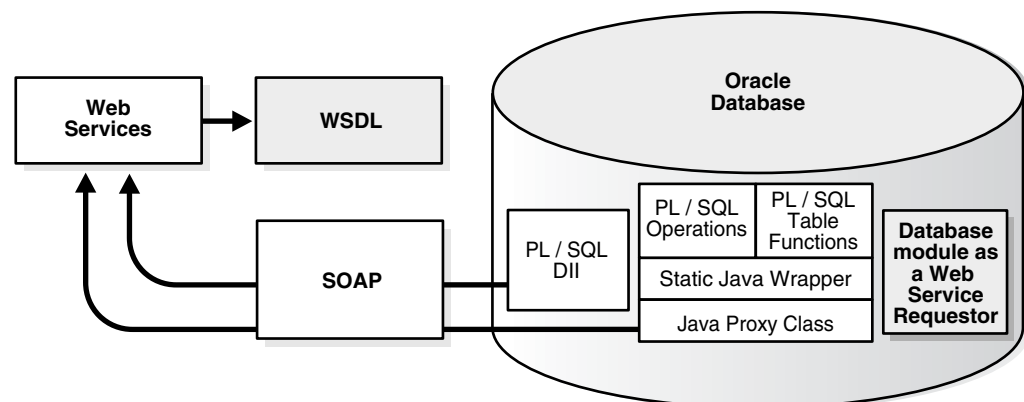 Oracle
Database
Web
Services
WSDL
SOAP
PL / SQL
DII
PL / SQL
Operations
PL / SQL
Table
Functions
Static Java Wrapper
Java Proxy Class
Database
module as
a Web
Service
Requestor